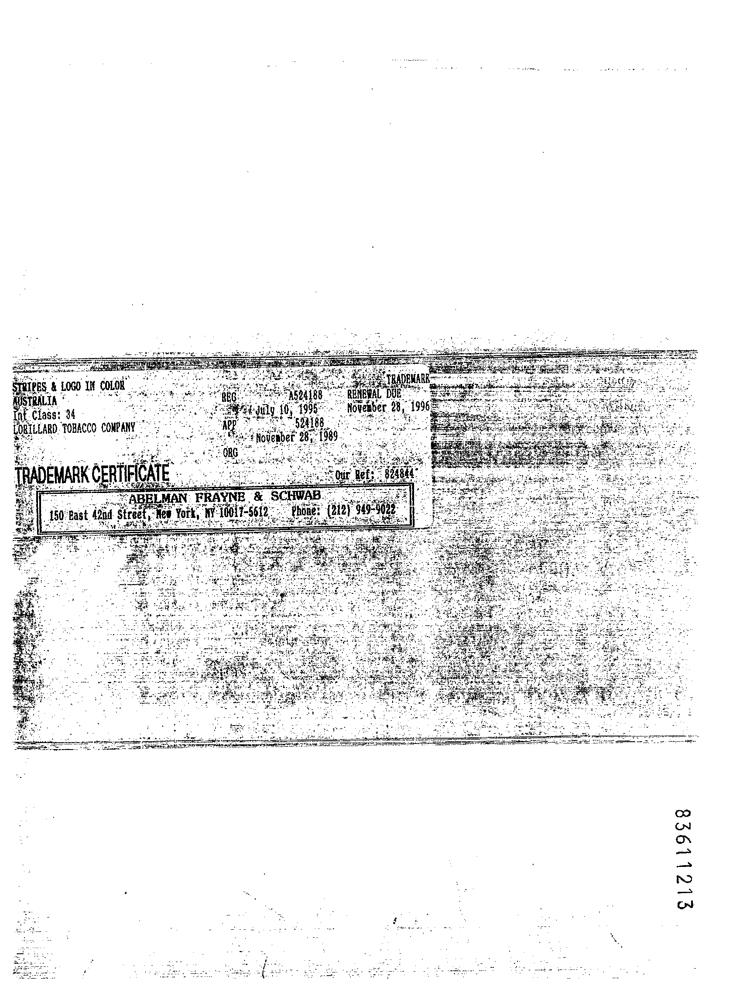 TRADEMARK
STRIPES & LOGO IN COLOR
AUSTRALIA
Int Class: 34
LORILLARD TOBACCO COMPANY
REG A524188
July 10, 1995
APP 524188
November 28, 1989
ORG
RENEWAL DUE
November 28, 1996
TRADEMARK CERTIFICATE
Our Ref: 824844
ABELMAN FRAYNE & SCHWAB
150 East 42nd Street, New York, NY 10017-5612 Phone: (212) 949-9022
83611213